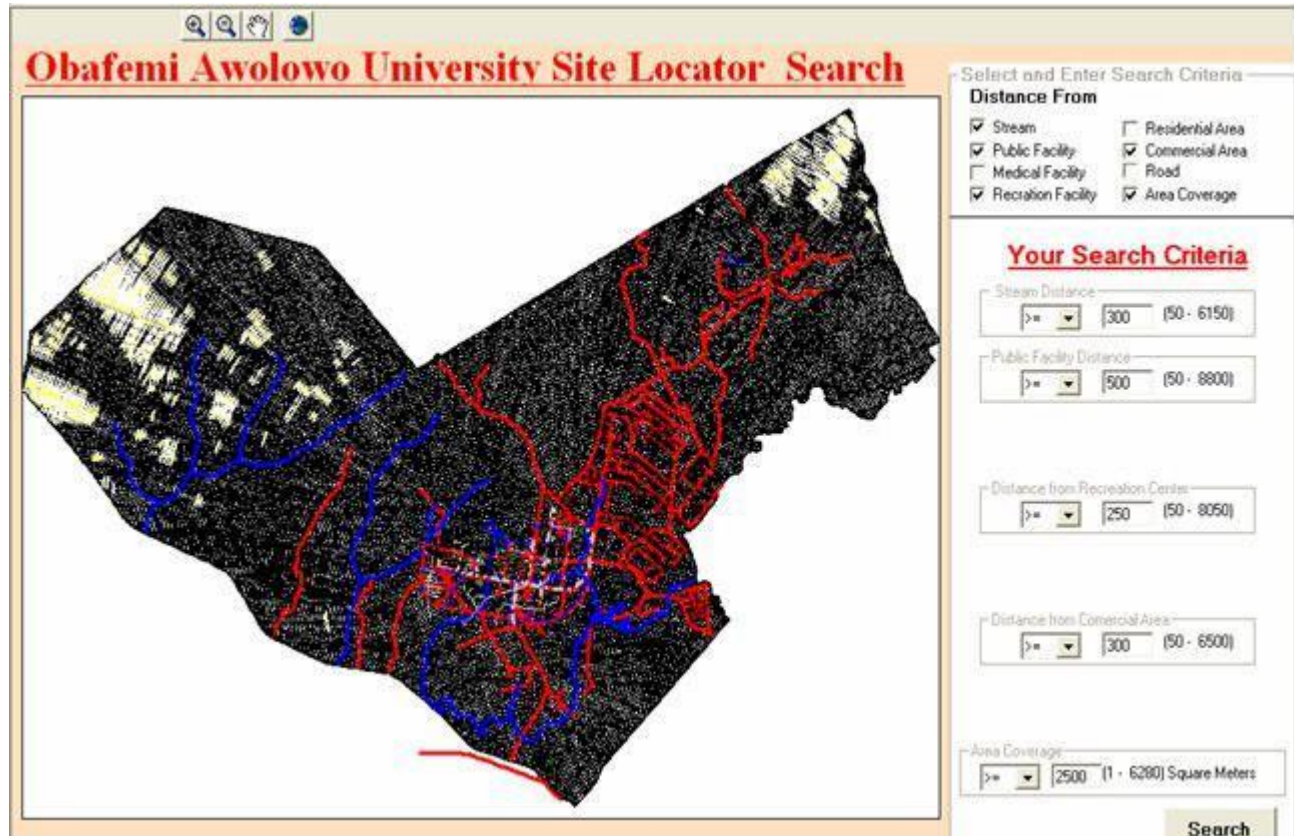 Obafemi Awolowo University Site Locator Search
Select and Enter Search Criteria
Distance From
Stream
Residential Area
Public Facility
Commercial Area
Medical Facility
Road
Recration Facility
Area Coverage
Your Search Criteria
Stream Distance
>= 300 (50 - 6150)
Public Facility Distance
>= 500 (50 - 8800)
Distance from Recreation Center
>= 250 (50 - 8050)
Distance from Comercial Area
>= 300 (50 - 6500)
Area Coverage
>= 2500 (1 - 6280) Square Meters
Search